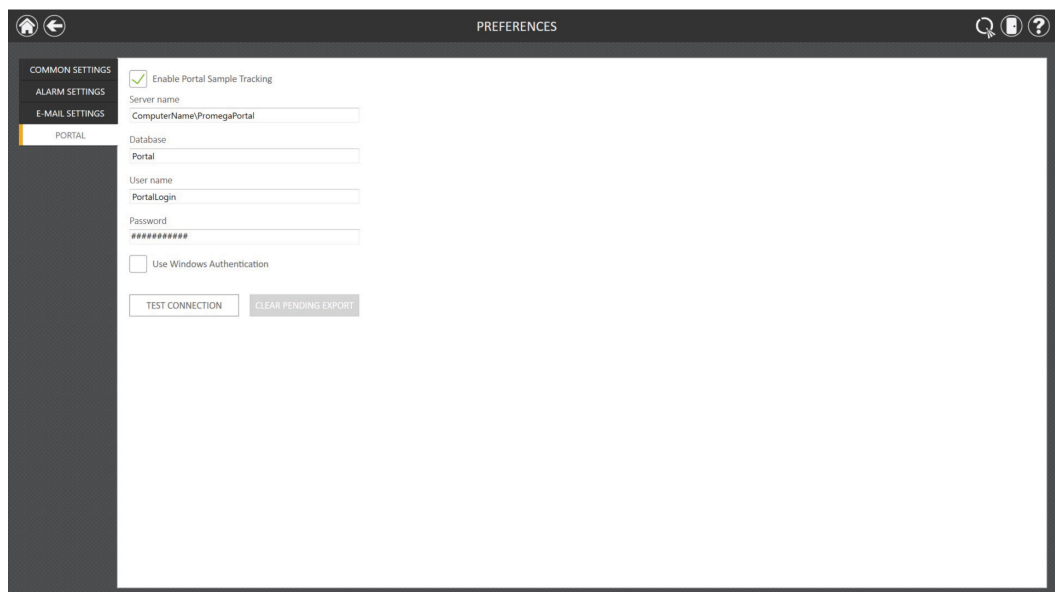 PREFERENCES
COMMON SETTINGS
ALARM SETTINGS
E-MAIL SETTINGS
PORTAL
Enable Portal Sample Tracking
Server name
ComputerName\PromegaPortal
Database
Portal
User name
PortalLogin
Password
###########
Use Windows Authentication
TEST CONNECTION CLEAR PENDING EXPORT